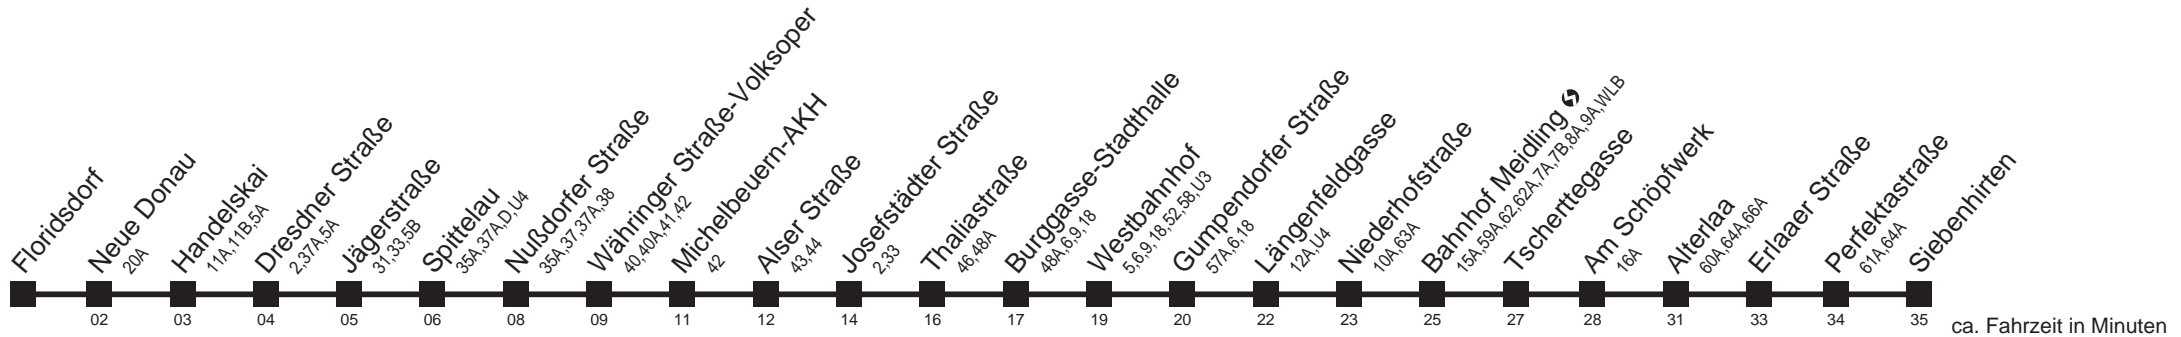 Floridsdorf
Neue Donau
20A
Handelskai
11A,11B,5A
Dresdner Straße
2,37A,5A
Jägerstraße
31,33,5B
Spittelau
35A,37A,D,U4
Nußdorfer Straße
35A,37,37A,38
Währinger Straße-Volksoper
40,40A,41,42
Michelbeuern-AKH
42
Alser Straße
43,44
Josefstädter Straße
2,33
Thaliastraße
46,48A
Burggasse-Stadthalle
48A,6,9,18
Westbahnhof
5,6,9,18,52,58,U3
Gumpendorfer Straße
57A,6,18
Längenfeldgasse
12A,U4
Niederhofstraße
10A,63A
Bahnhof Meidling
15A,59A,62,62A,7A,7B,8A,9A,WLB
Tscherttegasse
Am Schöpfwerk
16A
Alterlaa
60A,64A,66A
Erlaaer Straße
Perfektastraße
61A,64A
Siebenhirten
02 03 04 05 06 08 09 11 12 14 16 17 19 20 22 23 25 27 28 31 33 34 35 ca. Fahrzeit in Minuten